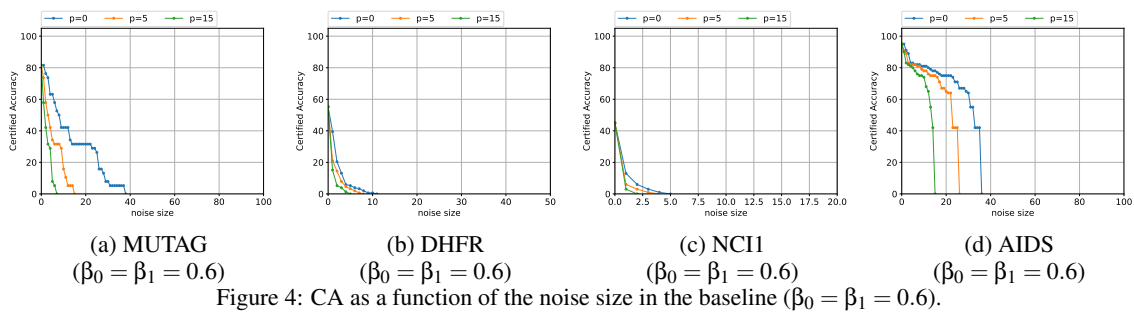 p=0 p=5 p=15
100
80
60
40
20
0
Certified Accuracy
0 20 40 60 80 100
noise size
(a) MUTAG
(β₀ = β₁ = 0.6)
p=0 p=5 p=15
100
80
60
40
20
0
Certified Accuracy
0 10 20 30 40 50
noise size
(b) DHFR
(β₀ = β₁ = 0.6)
p=0 p=5 p=15
100
80
60
40
20
0
Certified Accuracy
0.0 2.5 5.0 7.5 10.0 12.5 15.0 17.5 20.0
noise size
(c) NCI1
(β₀ = β₁ = 0.6)
p=0 p=5 p=15
100
80
60
40
20
0
Certified Accuracy
0 20 40 60 80 100
noise size
(d) AIDS
(β₀ = β₁ = 0.6)
Figure 4: CA as a function of the noise size in the baseline (β₀ = β₁ = 0.6).